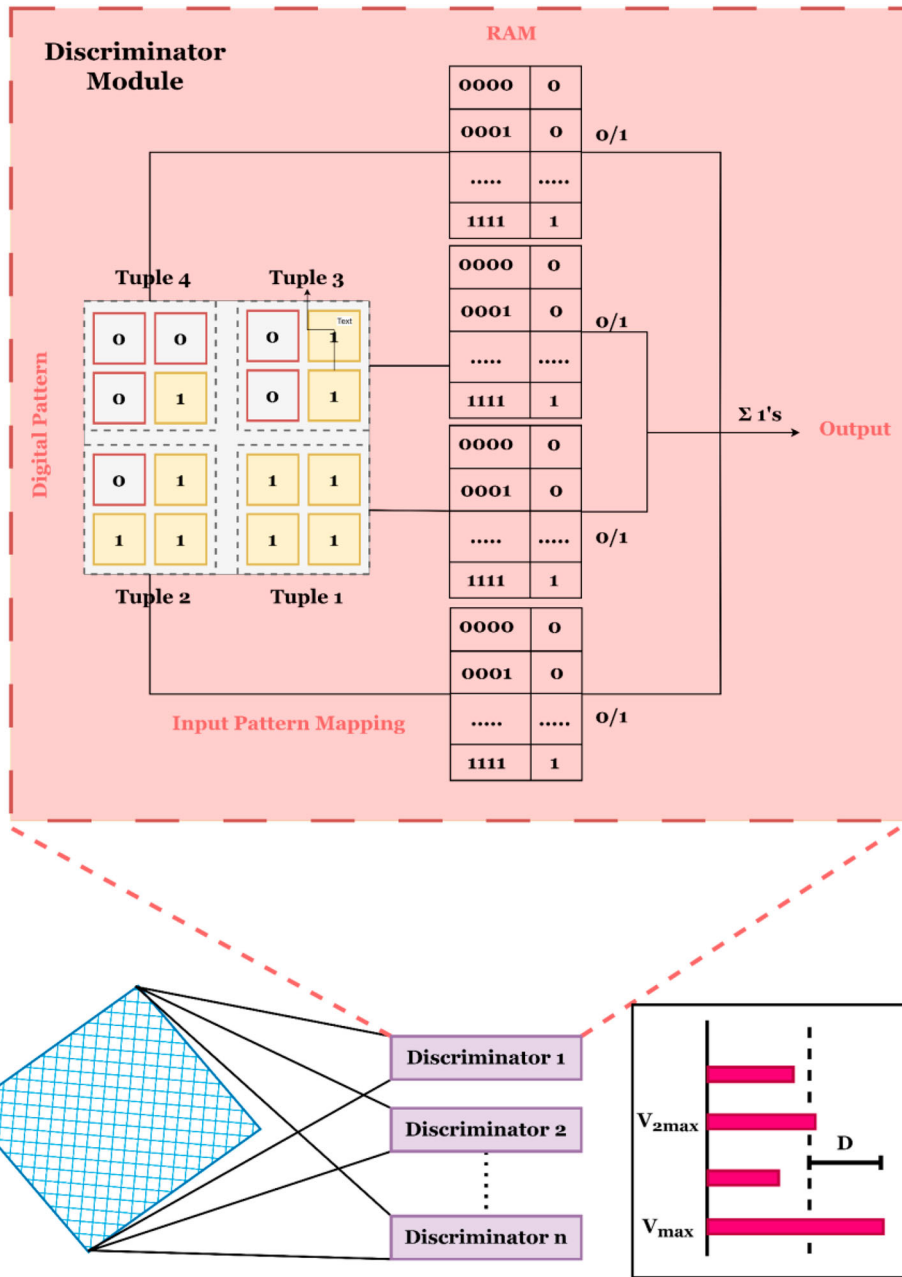 Discriminator
Module
RAM
0000 0
0001 0
0/1
..... .....
1111 1
Tuple 4
Tuple 3
0000 0
0001 0
0/1
..... .....
1111 1
Digital Pattern
0 0 0 1
Text
0 1 0 1
0 1 1 1
1 1 1 1
Tuple 2
Tuple 1
0000 0
0001 0
..... .....
0/1
1111 1
Σ 1's
Output
0000 0
0001 0
..... .....
0/1
1111 1
Input Pattern Mapping
Discriminator 1
Discriminator 2
Discriminator n
V2max
D
Vmax